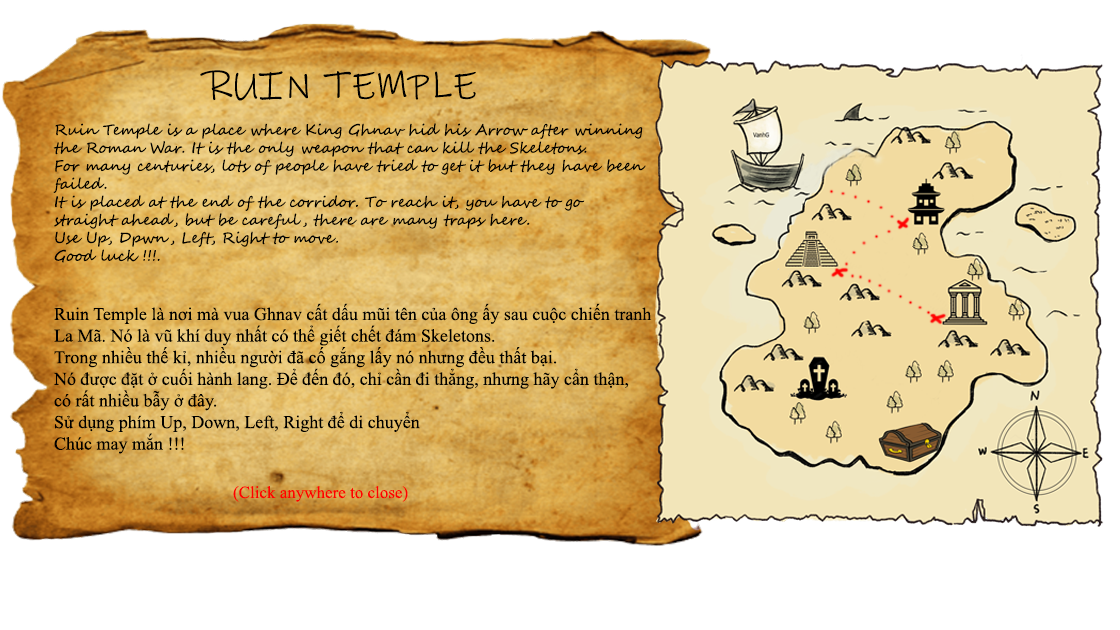 RUIN TEMPLE
Ruin Temple is a place where King Ghnav hid his Arrow after winning
the Roman War. It is the only weapon that can kill the Skeletons.
For many centuries, lots of people have tried to get it but they have been
failed.
It is placed at the end of the corridor. To reach it, you have to go
straight ahead, but be careful, there are many traps here.
Use Up, Dpwn, Left, Right to move.
Good luck !!!.
Ruin Temple là nơi mà vua Ghnav cất dấu mũi tên của ông ấy sau cuộc chiến tranh
La Mã. Nó là vũ khí duy nhất có thể giết chết đám Skeletons.
Trong nhiều thế kỉ, nhiều người đã cố gắng lấy nó nhưng đều thất bại.
Nó được đặt ở cuối hành lang. Để đến đó, chỉ cần đi thẳng, nhưng hãy cẩn thận,
có rất nhiều bẫy ở đây.
Sử dụng phím Up, Down, Left, Right để di chuyển
Chúc may mắn !!!
(Click anywhere to close)
VanhG
N
W
E
S